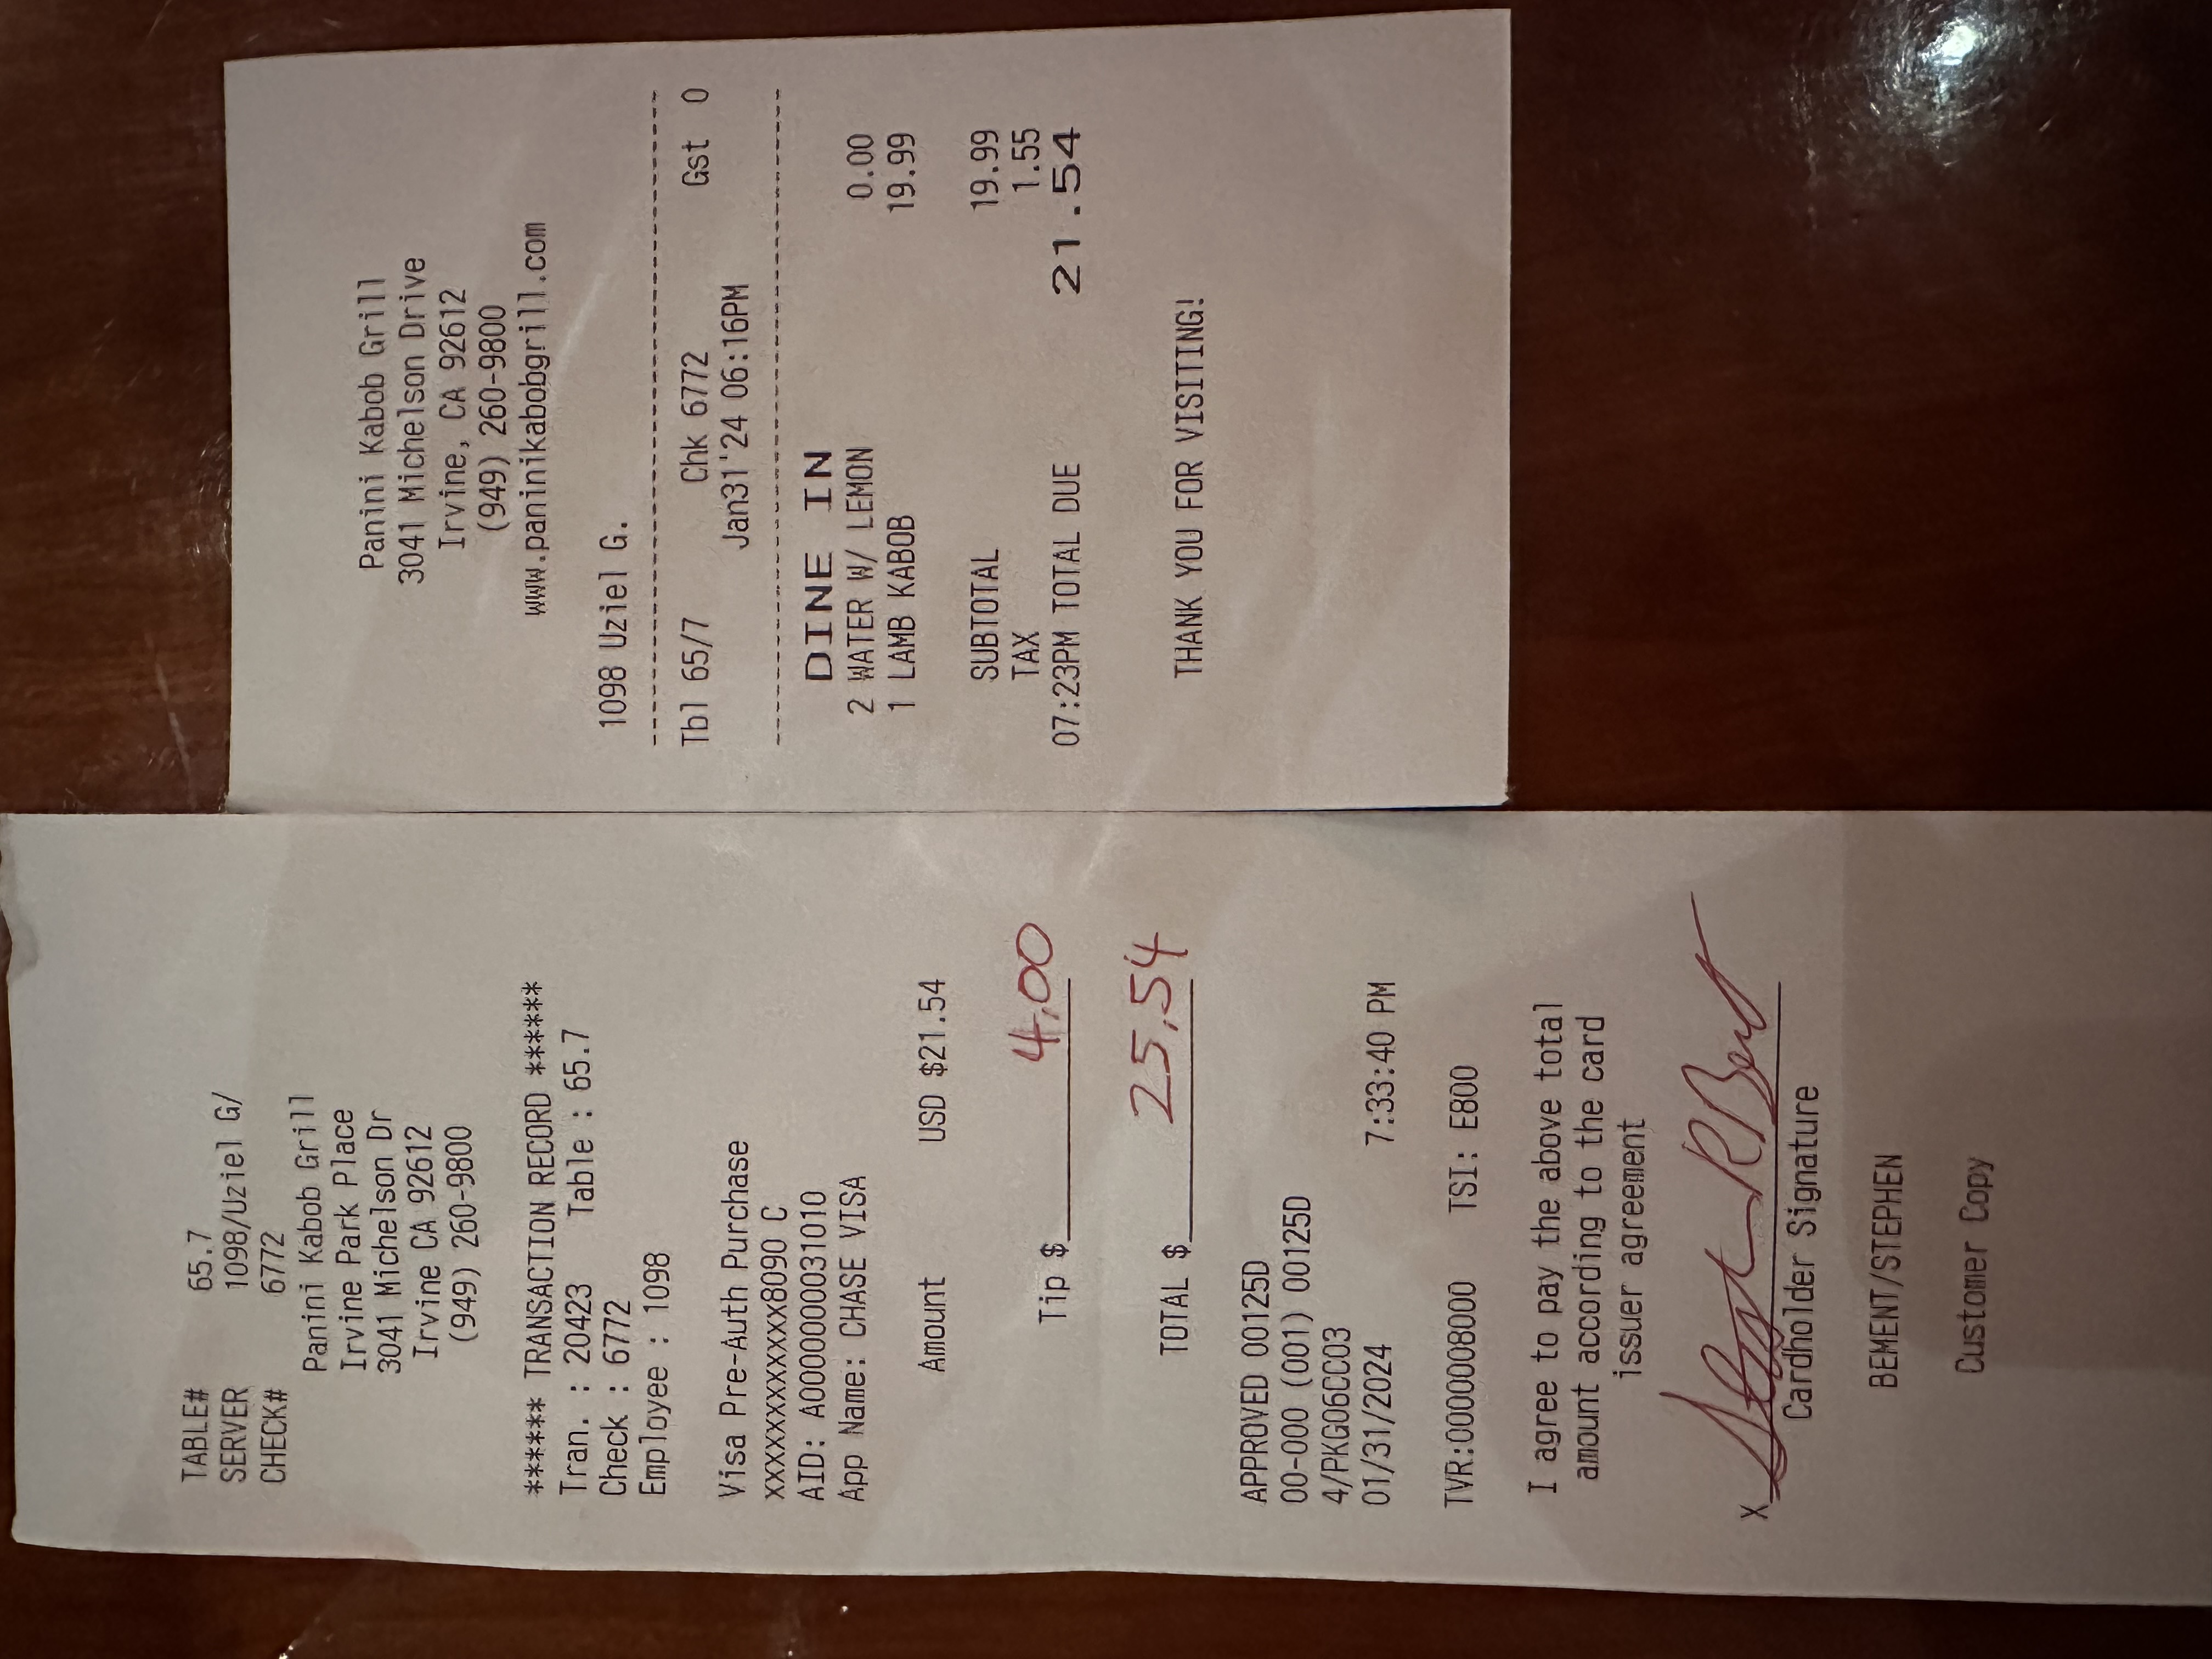 TABLE# 65.7
SERVER 1098/Uziel G/
CHECK# 6772
Panini Kabob Grill
Irvine Park Place
3041 Michelson Dr
Irvine CA 92612
(949) 260-9800
****** TRANSACTION RECORD ******
Tran. : 20423 Table : 65.7
Check : 6772
Employee : 1098
Visa Pre-Auth Purchase
xxxxxxxxxxxx8090 C
AID: A0000000031010
App Name: CHASE VISA
Amount USD $21.54
Tip $ 4.00
TOTAL $ 25.54
APPROVED 00125D
00-000 (001) 00125D
4/PKG06CC03
01/31/2024 7:33:40 PM
TVR:0000008000 TSI: E800
I agree to pay the above total
amount according to the card
issuer agreement
x
Cardholder Signature
BEMENT/STEPHEN
Customer Copy
Panini Kabob Grill
3041 Michelson Drive
Irvine, CA 92612
(949) 260-9800
www.paninikabobgrill.com
1098 Uziel G.
Tbl 65/7 Chk 6772 Gst 0
Jan31'24 06:16PM
DINE IN
2 WATER W/ LEMON 0.00
1 LAMB KABOB 19.99
SUBTOTAL 19.99
TAX 1.55
07:23PM TOTAL DUE 21.54
THANK YOU FOR VISITING!